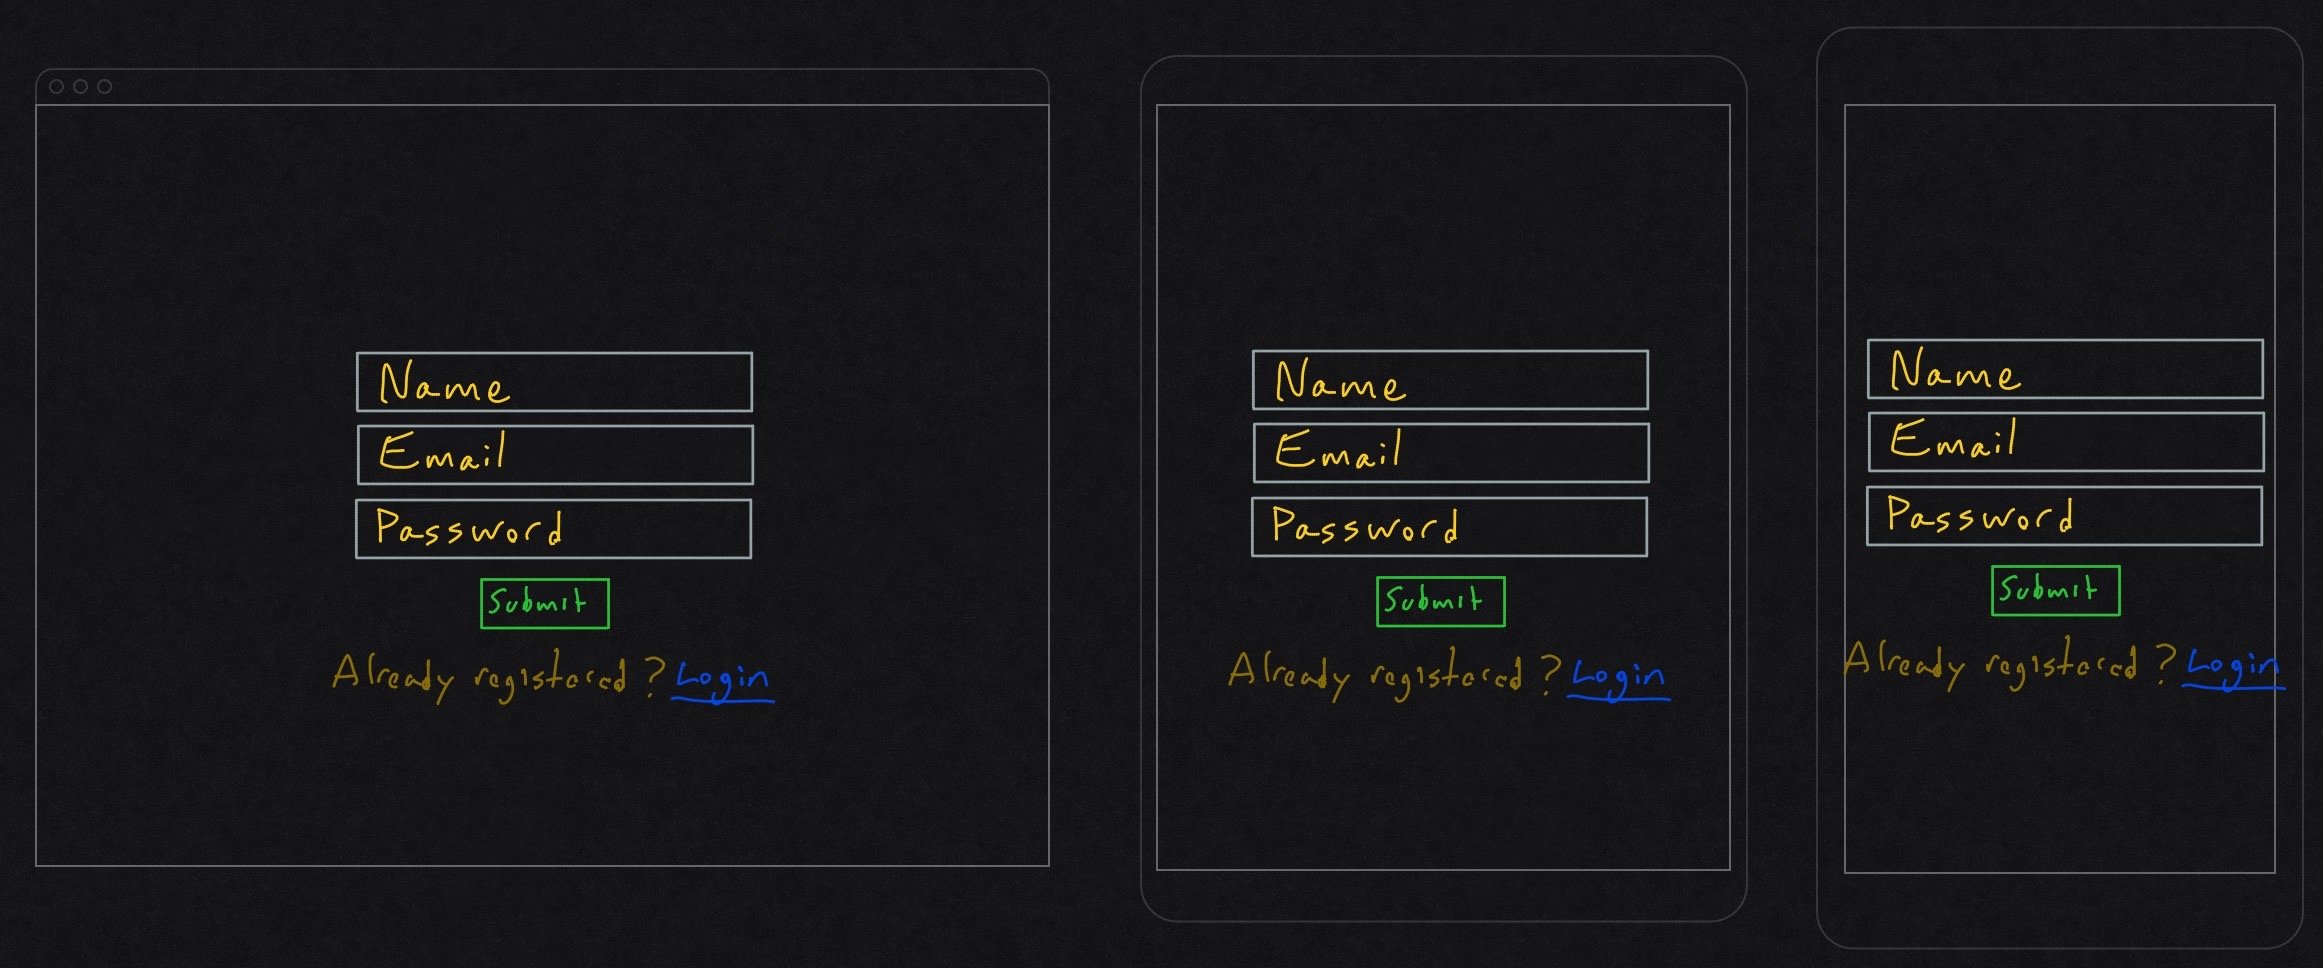 Name
Email
Password
Submit
Already registered? Login
Name
Email
Password
Submit
Already registered? Login
Name
Email
Password
Submit
Already registered? Login